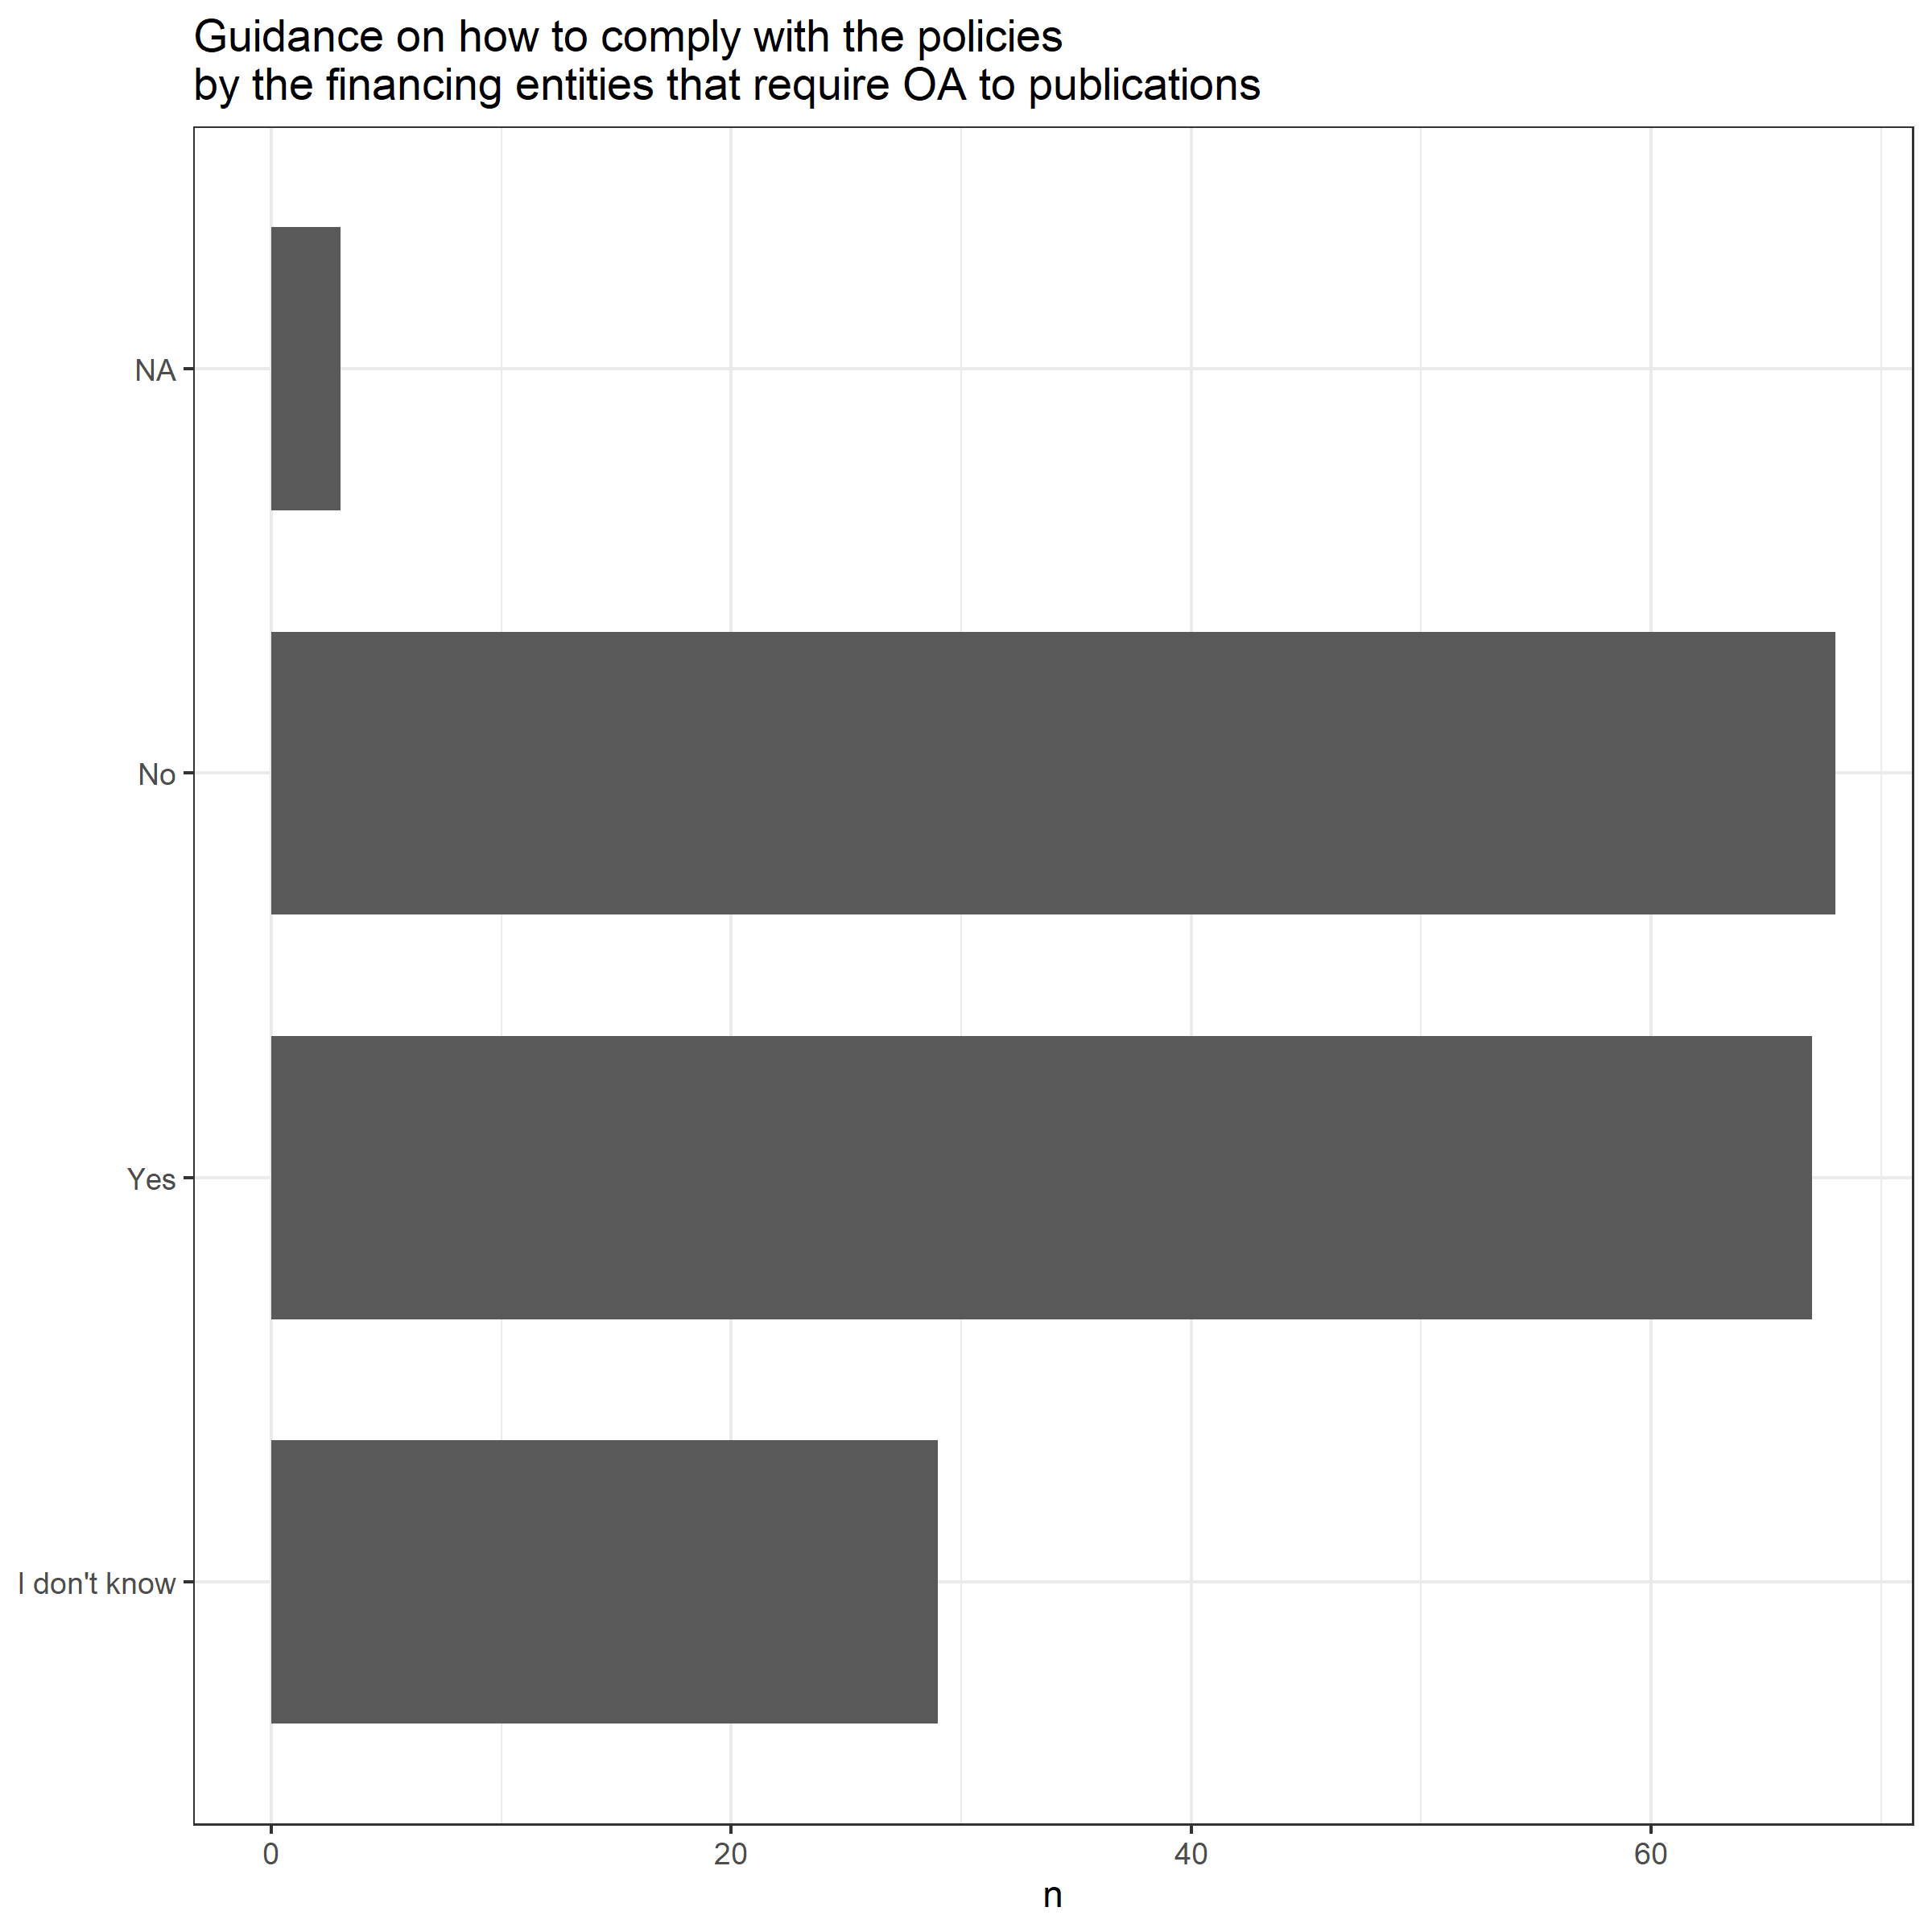 Guidance on how to comply with the policies
by the financing entities that require OA to publications
NA
No
Yes
I don't know
0 20 40 60
n